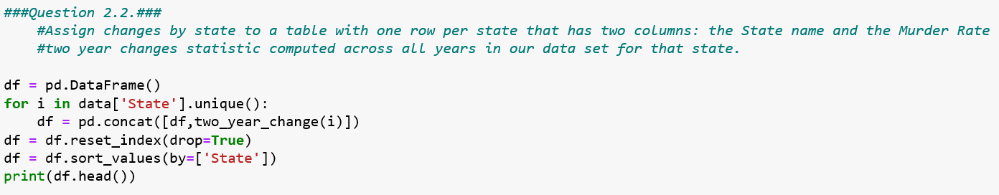 ###Question 2.2.###
    #Assign changes by state to a table with one row per state that has two columns: the State name and the Murder Rate
    #two year changes statistic computed across all years in our data set for that state.

df = pd.DataFrame()
for i in data['State'].unique():
    df = pd.concat([df,two_year_change(i)])
df = df.reset_index(drop=True)
df = df.sort_values(by=['State'])
print(df.head())